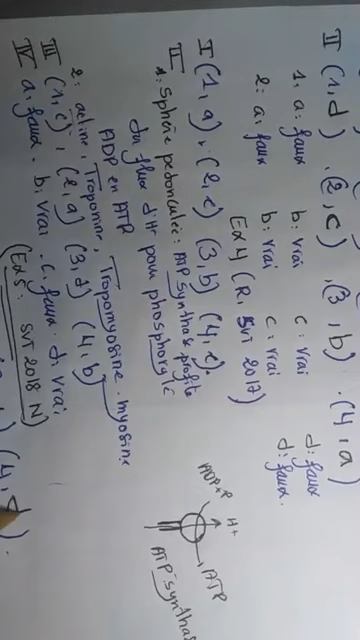 II (1, d) . (2, c) , (3, b) . (4, a
1. a: faux b: vrai c: vrai d: faux
2: a: faux b: vrai c: vrai d: faux.
Ex 4 (R. SVT 2017)
I (1, a), (2, c) (3, b) (4, c).
II 1: Sphère pédonculée: ATP synthase profite
du flux d'H+ pour phosphoryle
ADP en ATP
2: actine, Tropomine, Tropomyosine. myosine
III (1, c) , (2, a) (3, d) (4, b)
IV a: faux. b: vrai . c: faux d: vrai
(Ex 5: SVT 2018 N)
(4, d).
ADP+P
H+
ATP
ATP synthas